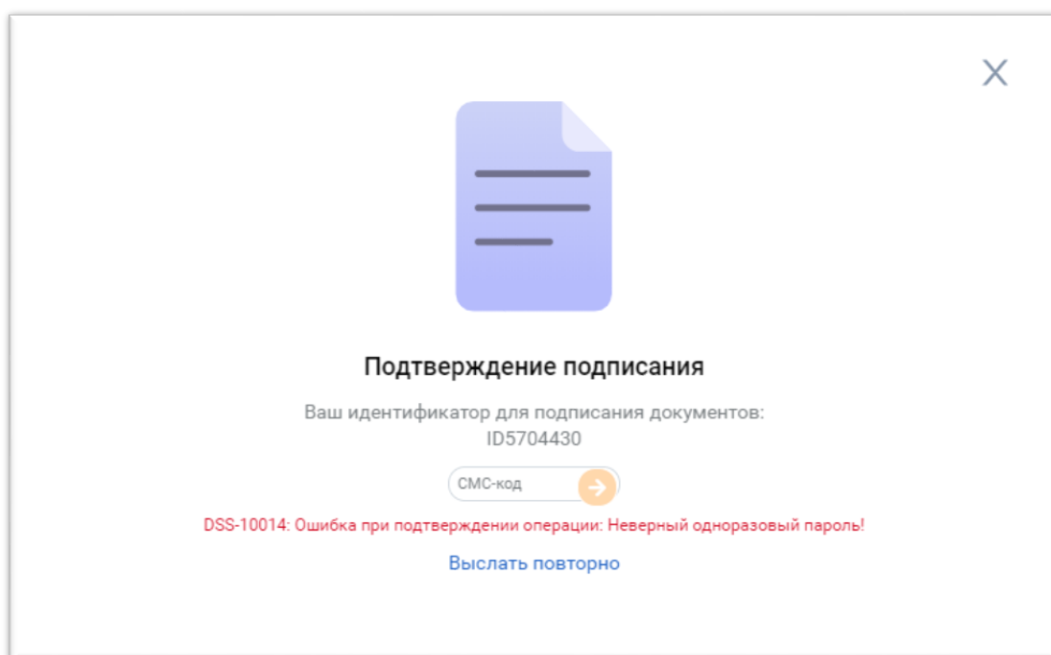 Подтверждение подписания
Ваш идентификатор для подписания документов:
ID5704430
СМС-код
DSS-10014: Ошибка при подтверждении операции: Неверный одноразовый пароль!
Выслать повторно